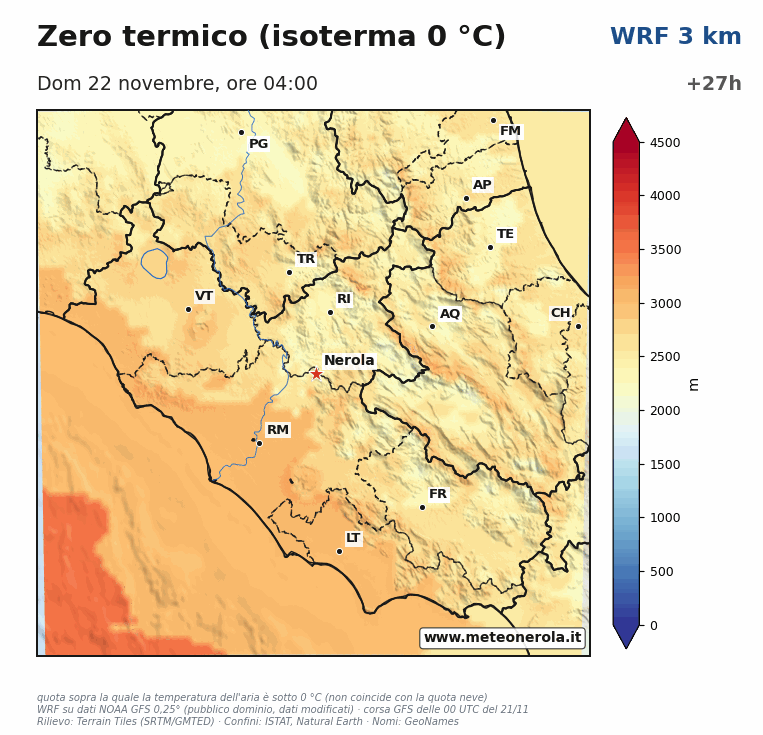 Zero termico (isoterma 0 °C)
WRF 3 km
Dom 22 novembre, ore 04:00
+27h
FM
PG
AP
TE
TR
VT
RI
AQ
CH
Nerola
RM
FR
LT
www.meteonerola.it
4500
4000
3500
3000
2500
2000
1500
1000
500
0
m
quota sopra la quale la temperatura dell'aria è sotto 0 °C (non coincide con la quota neve)
WRF su dati NOAA GFS 0,25° (pubblico dominio, dati modificati) · corsa GFS delle 00 UTC del 21/11
Rilievo: Terrain Tiles (SRTM/GMTED) · Confini: ISTAT, Natural Earth · Nomi: GeoNames